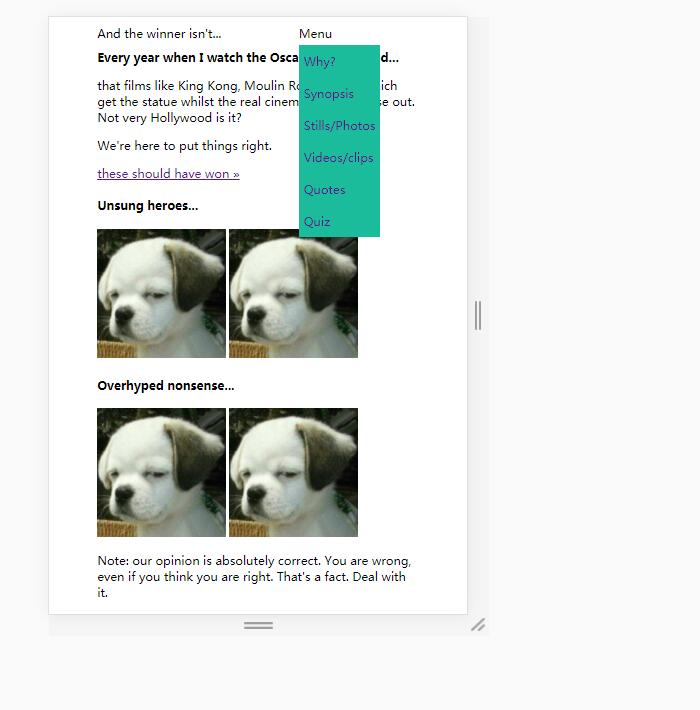 And the winner isn't...
Menu
Every year when I watch the Osca d...
that films like King Kong, Moulin Ro ich
get the statue whilst the real cinem se out.
Not very Hollywood is it?
We're here to put things right.
these should have won »
Why?
Synopsis
Stills/Photos
Videos/clips
Quotes
Quiz
Unsung heroes...
Overhyped nonsense...
Note: our opinion is absolutely correct. You are wrong,
even if you think you are right. That's a fact. Deal with
it.